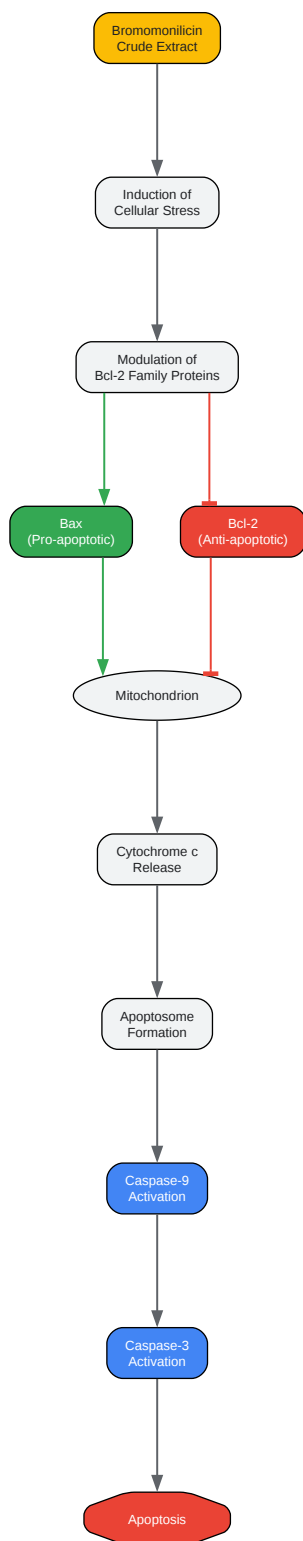 Bromomonilicin
Crude Extract
Induction of
Cellular Stress
Modulation of
Bcl-2 Family Proteins
Bax
(Pro-apoptotic)
Bcl-2
(Anti-apoptotic)
Mitochondrion
Cytochrome c
Release
Apoptosome
Formation
Caspase-9
Activation
Caspase-3
Activation
Apoptosis